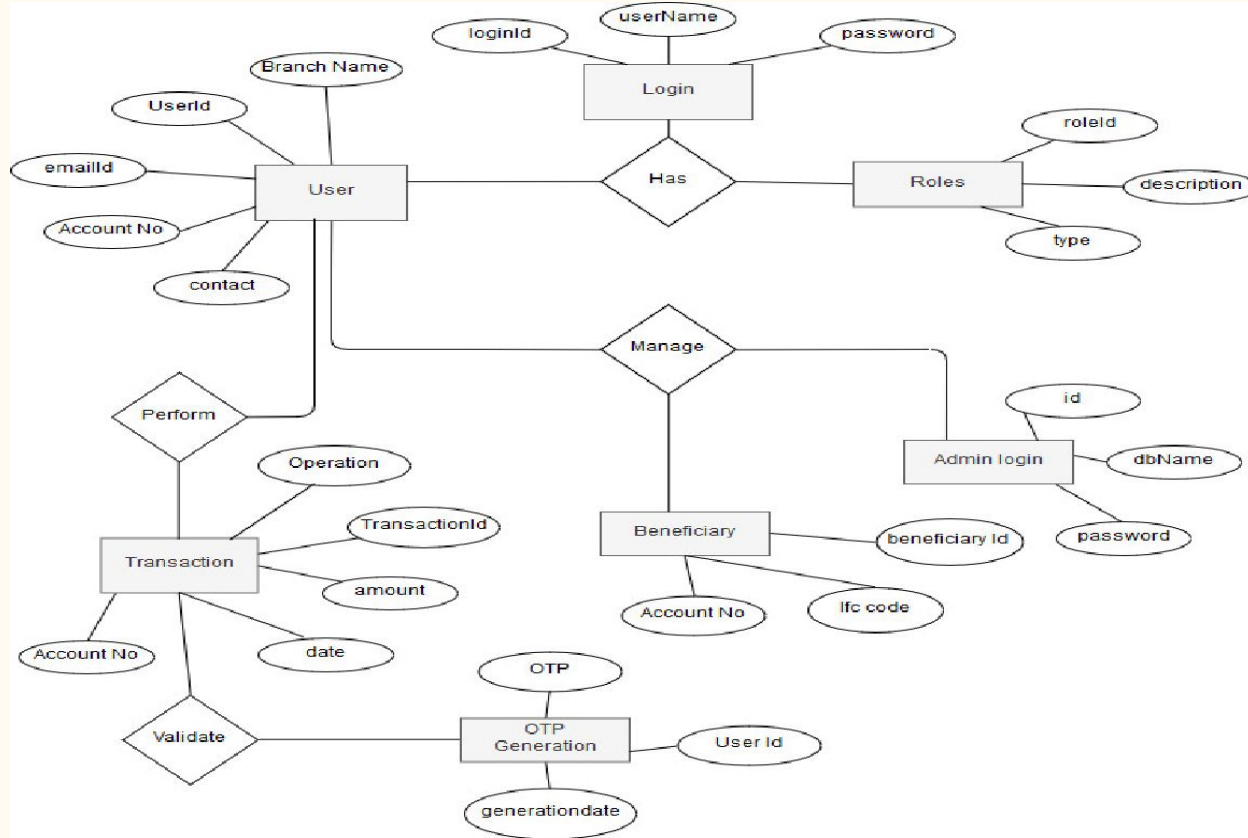 userName
loginId
password
Branch Name
Login
UserId
roleId
emailId
User
Has
Roles
description
Account No
type
contact
Manage
id
Perform
Operation
Admin login
dbName
TransactionId
Beneficiary
beneficiary Id
password
Transaction
amount
Account No
Ifc code
Account No
date
OTP
Validate
OTP
Generation
User Id
generationdate